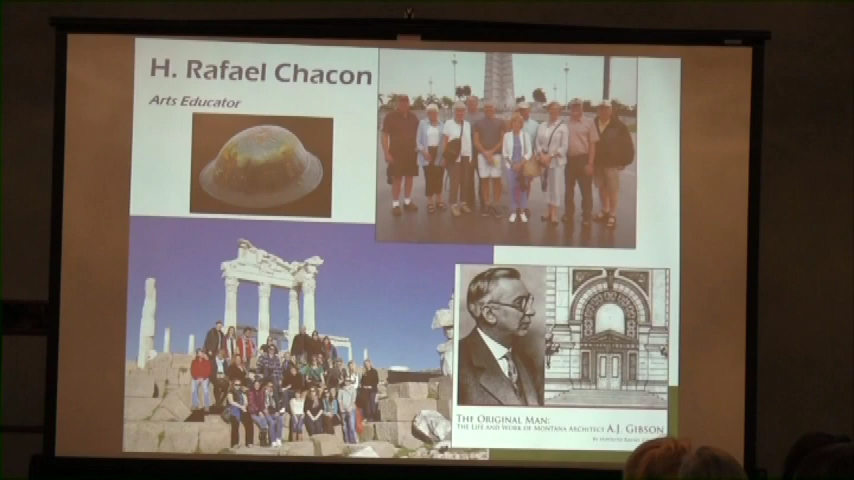 H. Rafael Chacon
Arts Educator
THE ORIGINAL MAN:
THE LIFE AND WORK OF MONTANA ARCHITECT A.J. GIBSON